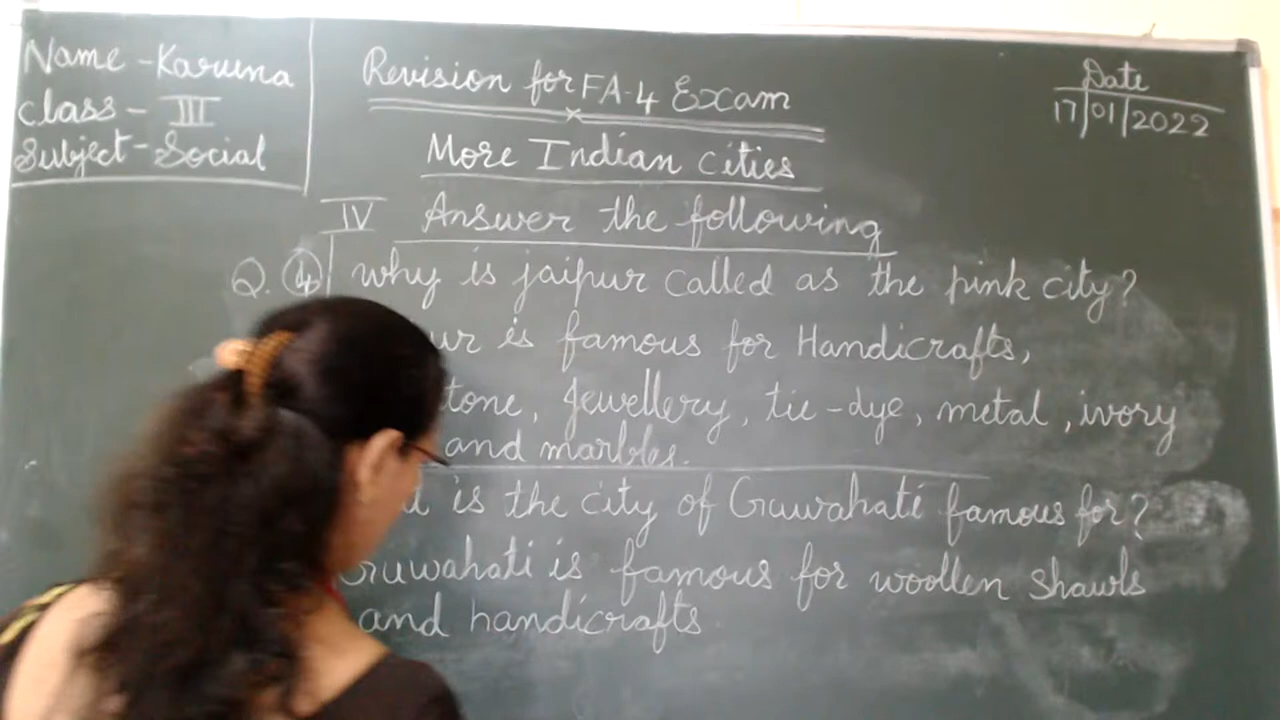 Name - Karuna
Class - III
Subject - Social
Revision for FA-4 Exam
Date
17/01/2022
More Indian cities
IV Answer the following
Q. 4 why is jaipur called as the pink city?
is famous for Handicrafts,
Jewellery, tie-dye, metal, ivory
and marbles.
is the city of Guwahati famous for?
Guwahati is famous for woollen shawls
and handicrafts